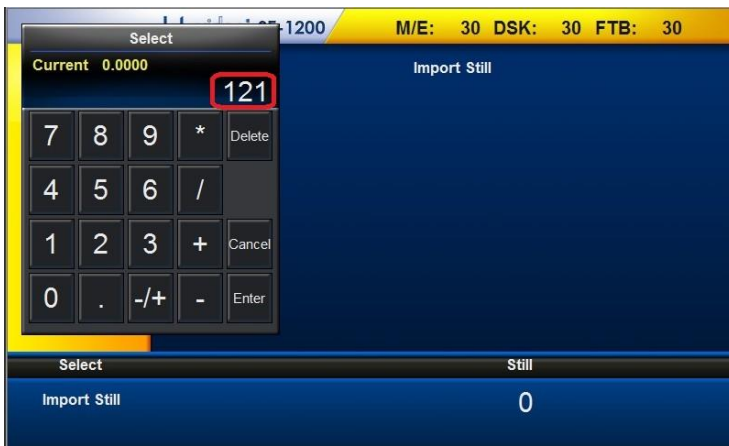 -1200 M/E: 30 DSK: 30 FTB: 30
Select
Current 0.0000
Import Still
121
7 8 9 * Delete
4 5 6 /
1 2 3 + Cancel
0 . -/+ - Enter
Select Still
Import Still 0